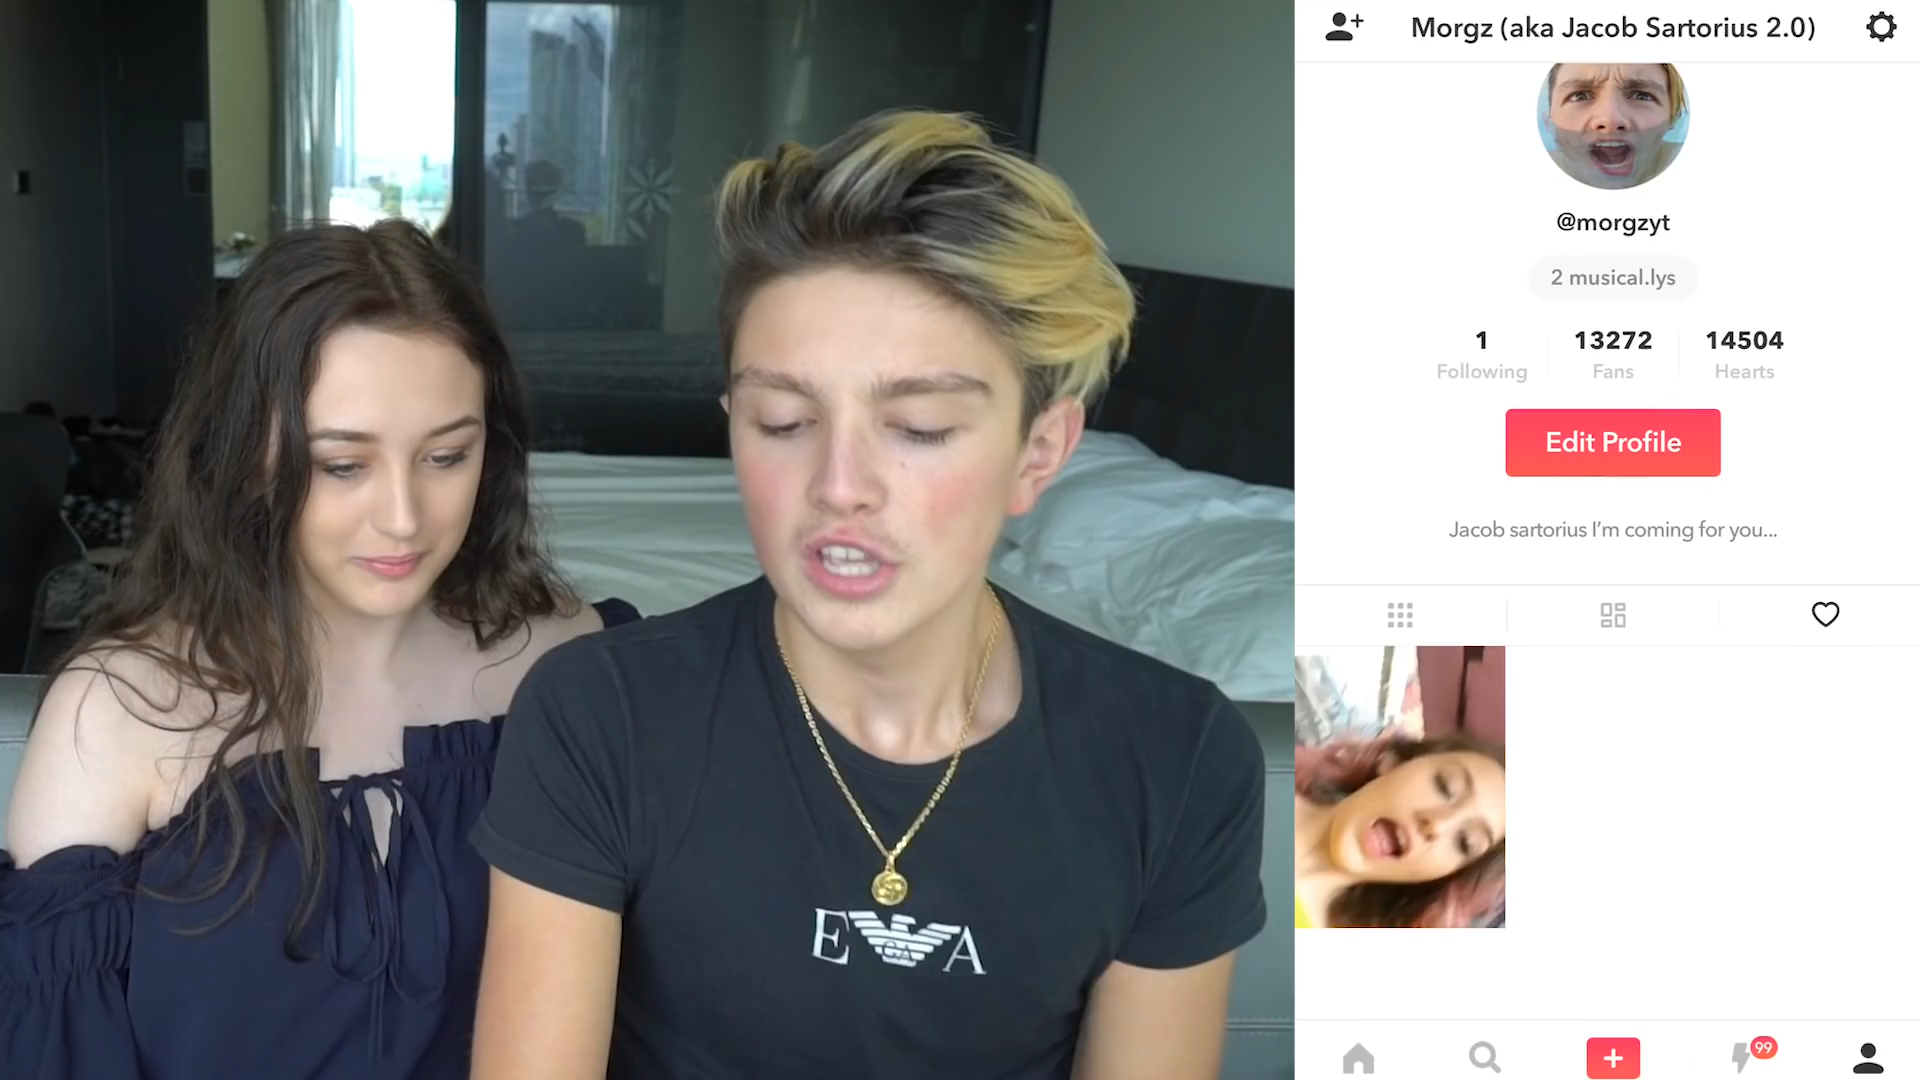 Morgz (aka Jacob Sartorius 2.0)
@morgzyt
2 musical.lys
1
13272
14504
Following
Fans
Hearts
Edit Profile
Jacob sartorius I'm coming for you...
99
E A
GA